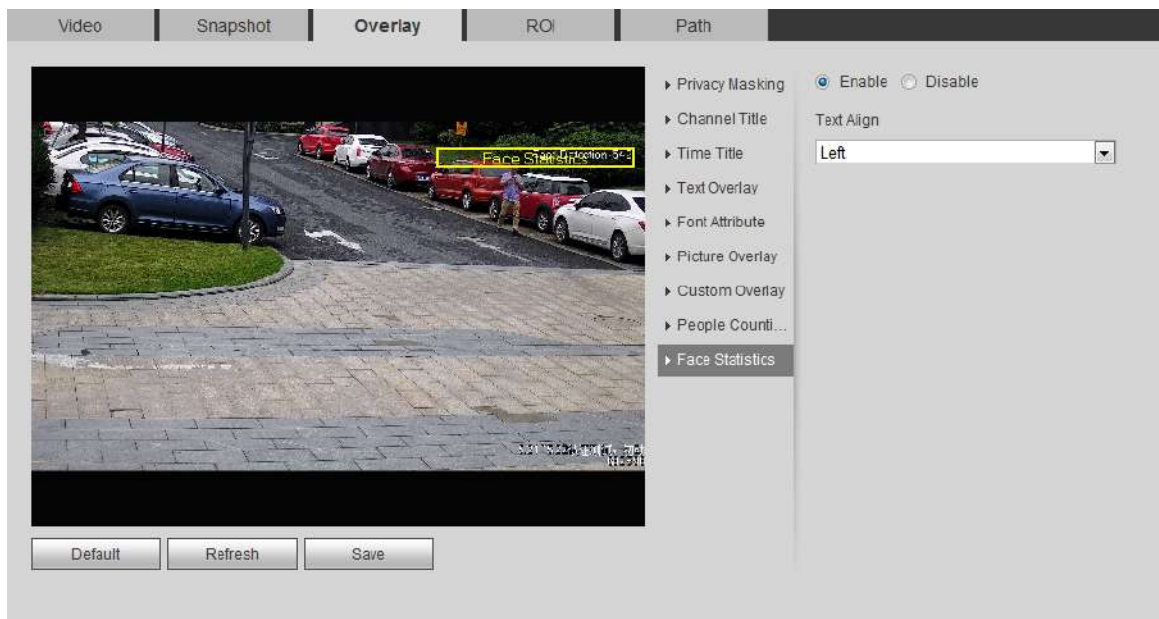 Video
Snapshot
Overlay
ROI
Path
Face Statistics
Privacy Masking
Channel Title
Time Title
Text Overlay
Font Attribute
Picture Overlay
Custom Overlay
People Counti...
Face Statistics
Enable
Disable
Text Align
Left
Default
Refresh
Save